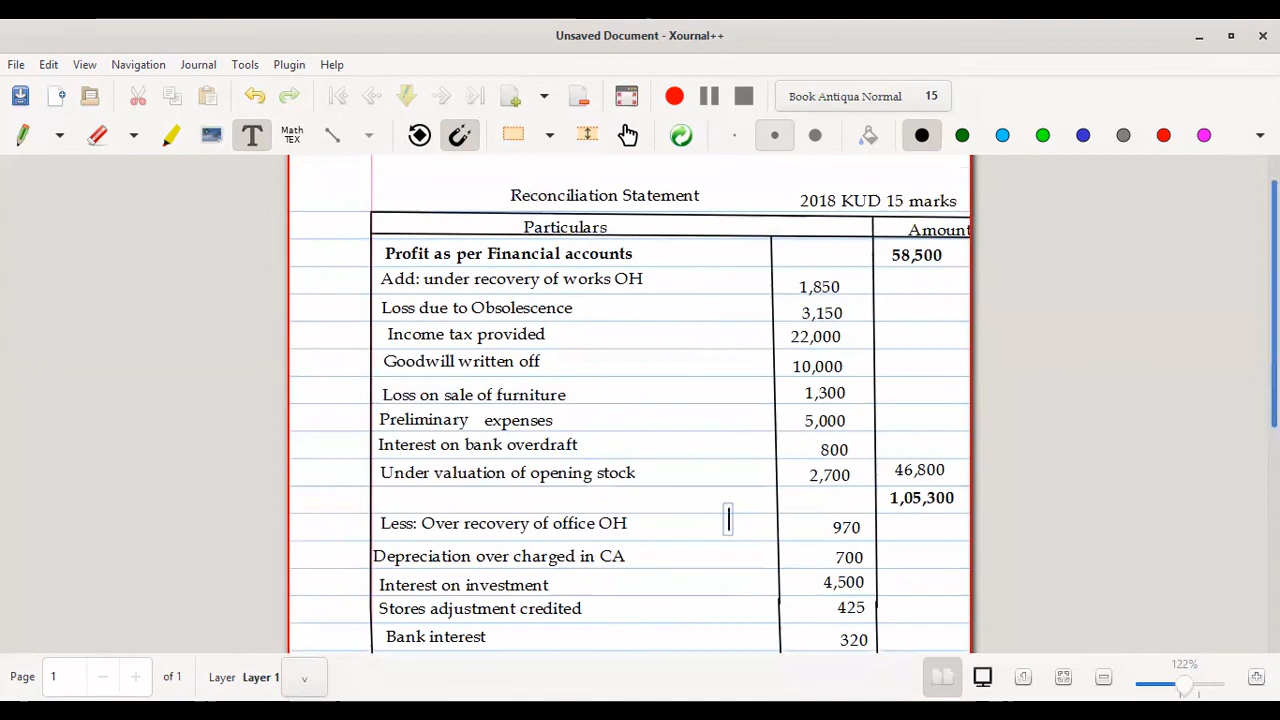 Unsaved Document - Xournal++
File Edit View Navigation Journal Tools Plugin Help
Book Antiqua Normal 15
T Math TEX
Reconciliation Statement 2018 KUD 15 marks
Particulars Amount
Profit as per Financial accounts 58,500
Add: under recovery of works OH 1,850
Loss due to Obsolescence 3,150
Income tax provided 22,000
Goodwill written off 10,000
Loss on sale of furniture 1,300
Preliminary expenses 5,000
Interest on bank overdraft 800
Under valuation of opening stock 2,700 46,800
1,05,300
Less: Over recovery of office OH 970
Depreciation over charged in CA 700
Interest on investment 4,500
Stores adjustment credited 425
Bank interest 320
Page 1 of 1 Layer Layer 1 v 122%